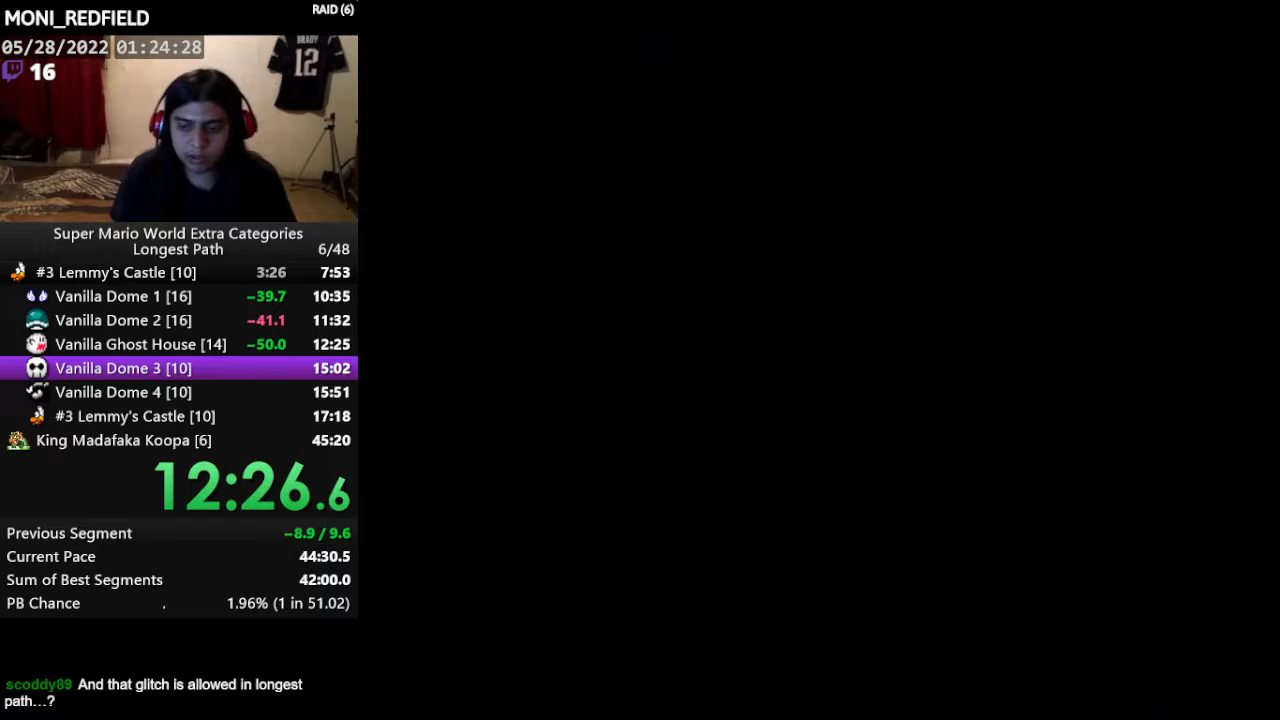 MONI_REDFIELD
RAID (6)
05/28/2022 01:24:28
16
BRADY
12
Super Mario World Extra Categories
Longest Path 6/48
#3 Lemmy's Castle [10] 3:26 7:53
Vanilla Dome 1 [16] −39.7 10:35
Vanilla Dome 2 [16] −41.1 11:32
Vanilla Ghost House [14] −50.0 12:25
Vanilla Dome 3 [10] 15:02
Vanilla Dome 4 [10] 15:51
#3 Lemmy's Castle [10] 17:18
King Madafaka Koopa [6] 45:20
12:26.6
Previous Segment −8.9 / 9.6
Current Pace 44:30.5
Sum of Best Segments 42:00.0
PB Chance . 1.96% (1 in 51.02)
scoddy89 And that glitch is allowed in longest
path...?